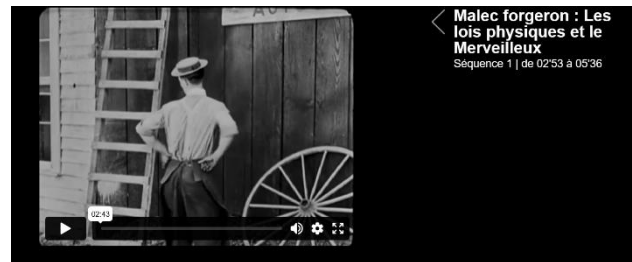 Malec forgeron : Les
lois physiques et le
Merveilleux
Séquence 1 | de 02'53 à 05'36
02:43